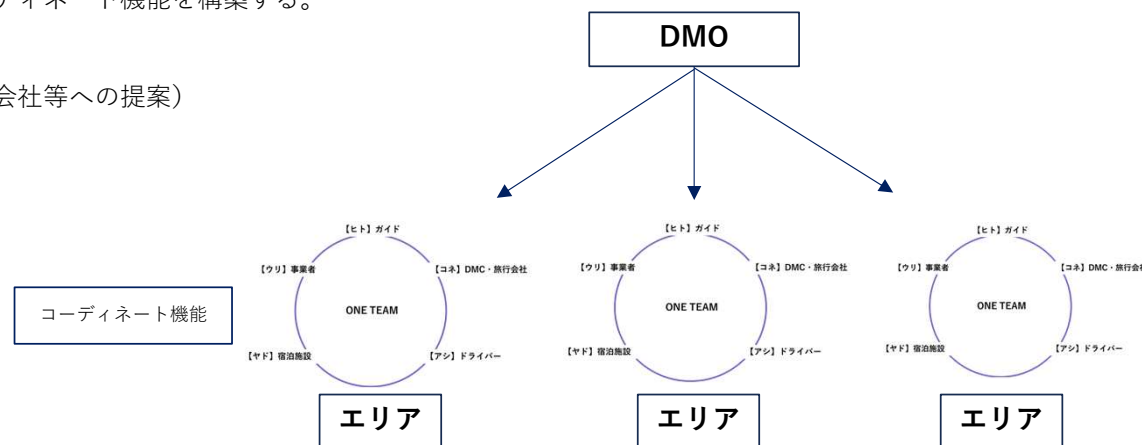 ディネート機能を構築する。
DMO
会社等への提案）
【ヒト】ガイド
【ウリ】事業者
【コネ】DMC・旅行会社
ONE TEAM
【ヤド】宿泊施設
【アシ】ドライバー
エリア
【ヒト】ガイド
【ウリ】事業者
【コネ】DMC・旅行会社
ONE TEAM
【ヤド】宿泊施設
【アシ】ドライバー
エリア
【ヒト】ガイド
【ウリ】事業者
【コネ】DMC・旅行会社
ONE TEAM
【ヤド】宿泊施設
【アシ】ドライバー
エリア
コーディネート機能